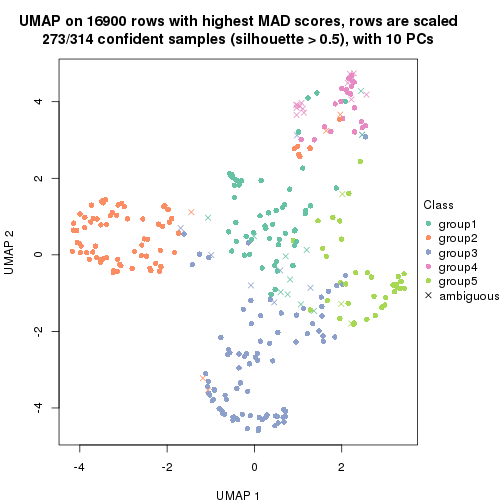 UMAP on 16900 rows with highest MAD scores, rows are scaled
273/314 confident samples (silhouette > 0.5), with 10 PCs
4
2
0
-2
-4
UMAP 2
-4
-2
0
2
UMAP 1
Class
group1
group2
group3
group4
group5
ambiguous